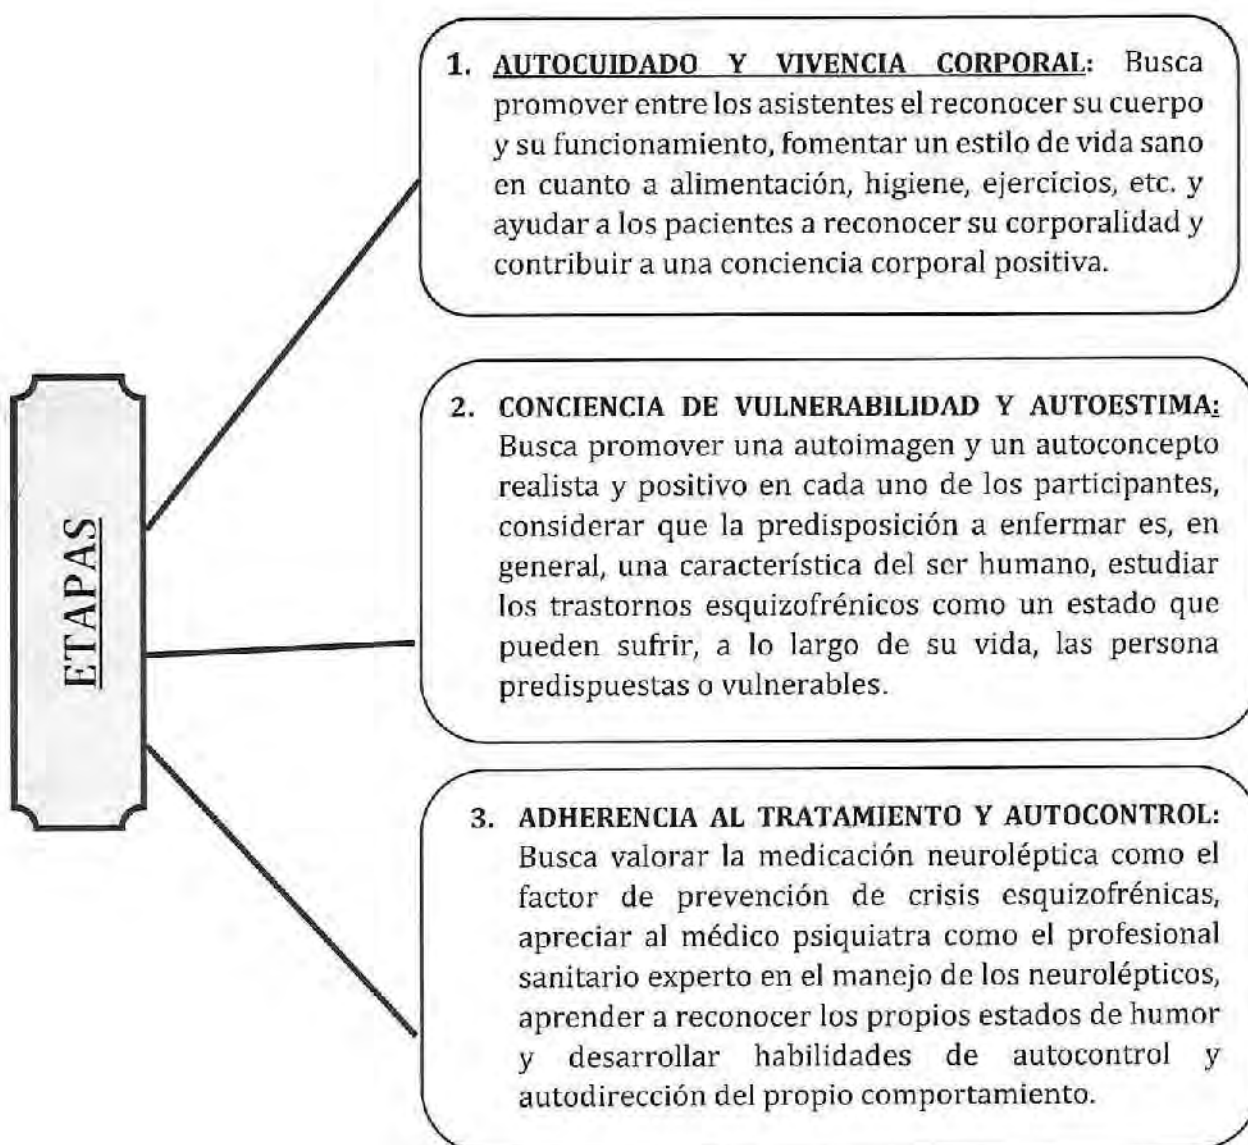 ETAPAS
1. AUTOCUIDADO Y VIVENCIA CORPORAL: Busca
promover entre los asistentes el reconocer su cuerpo
y su funcionamiento, fomentar un estilo de vida sano
en cuanto a alimentación, higiene, ejercicios, etc. y
ayudar a los pacientes a reconocer su corporalidad y
contribuir a una conciencia corporal positiva.
2. CONCIENCIA DE VULNERABILIDAD Y AUTOESTIMA:
Busca promover una autoimagen y un autoconcepto
realista y positivo en cada uno de los participantes,
considerar que la predisposición a enfermar es, en
general, una característica del ser humano, estudiar
los trastornos esquizofrénicos como un estado que
pueden sufrir, a lo largo de su vida, las persona
predispuestas o vulnerables.
3. ADHERENCIA AL TRATAMIENTO Y AUTOCONTROL:
Busca valorar la medicación neuroléptica como el
factor de prevención de crisis esquizofrénicas,
apreciar al médico psiquiatra como el profesional
sanitario experto en el manejo de los neurolépticos,
aprender a reconocer los propios estados de humor
y desarrollar habilidades de autocontrol y
autodirección del propio comportamiento.